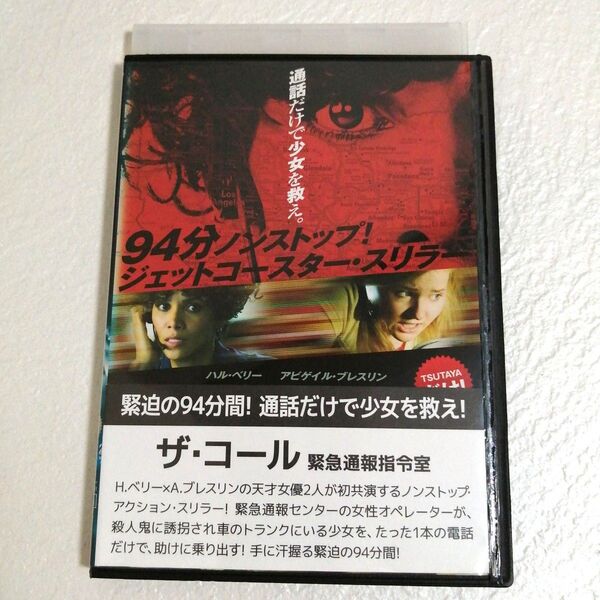 通話だけで少女を救え。
94分ノンストップ!
ジェットコースター・スリラー
ハル・ベリー アビゲイル・ブレスリン
TSUTAYA
だけ!
緊迫の94分間! 通話だけで少女を救え!
ザ・コール 緊急通報指令室
H.ベリー×A.ブレスリンの天才女優2人が初共演するノンストップ・
アクション・スリラー! 緊急通報センターの女性オペレーターが、
殺人鬼に誘拐され車のトランクにいる少女を、たった1本の電話
だけで、助けに乗り出す! 手に汗握る緊迫の94分間!